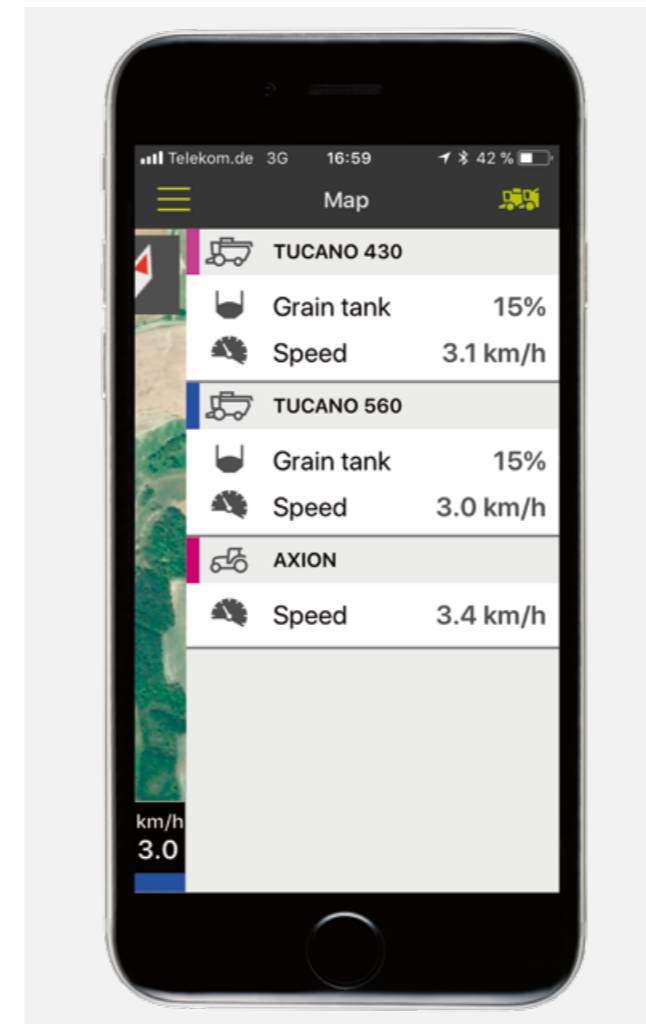 Telekom.de 3G 16:59 42 %
Map
TUCANO 430
Grain tank 15%
Speed 3.1 km/h
TUCANO 560
Grain tank 15%
Speed 3.0 km/h
AXION
Speed 3.4 km/h
km/h
3.0